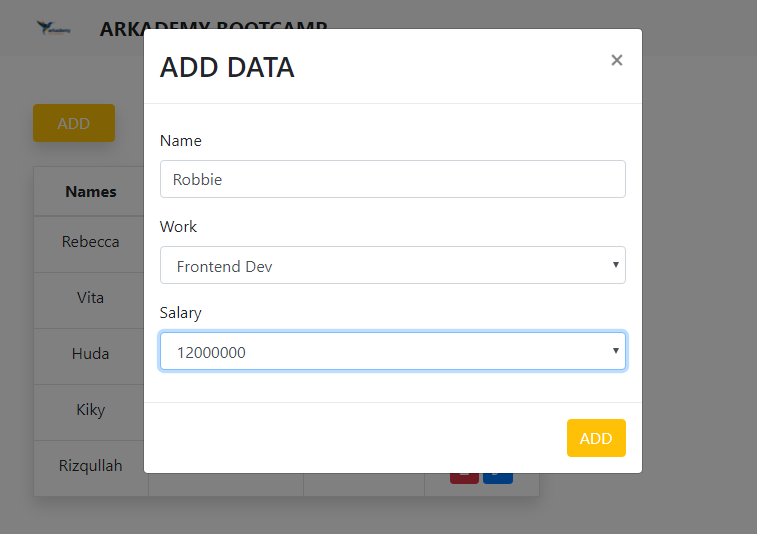 arkademy
ARKADEMY BOOTCAMP
ADD DATA
×
ADD
Name
Robbie
Names
Work
Rebecca
Frontend Dev
Vita
Salary
Huda
12000000
Kiky
ADD
Rizqullah